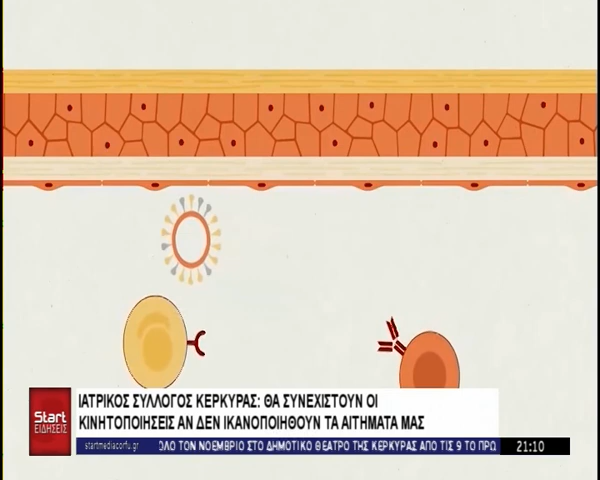 ΙΑΤΡΙΚΟΣ ΣΥΛΛΟΓΟΣ ΚΕΡΚΥΡΑΣ: ΘΑ ΣΥΝΕΧΙΣΤΟΥΝ ΟΙ
ΚΙΝΗΤΟΠΟΙΗΣΕΙΣ ΑΝ ΔΕΝ ΙΚΑΝΟΠΟΙΗΘΟΥΝ ΤΑ ΑΙΤΗΜΑΤΑ ΜΑΣ
Start
ΕΙΔΗΣΕΙΣ
startmediacorfu.gr ΟΛΟ ΤΟΝ ΝΟΕΜΒΡΙΟ ΣΤΟ ΔΗΜΟΤΙΚΟ ΘΕΑΤΡΟ ΤΗΣ ΚΕΡΚΥΡΑΣ ΑΠΟ ΤΙΣ 9 ΤΟ ΠΡΩ 21:10